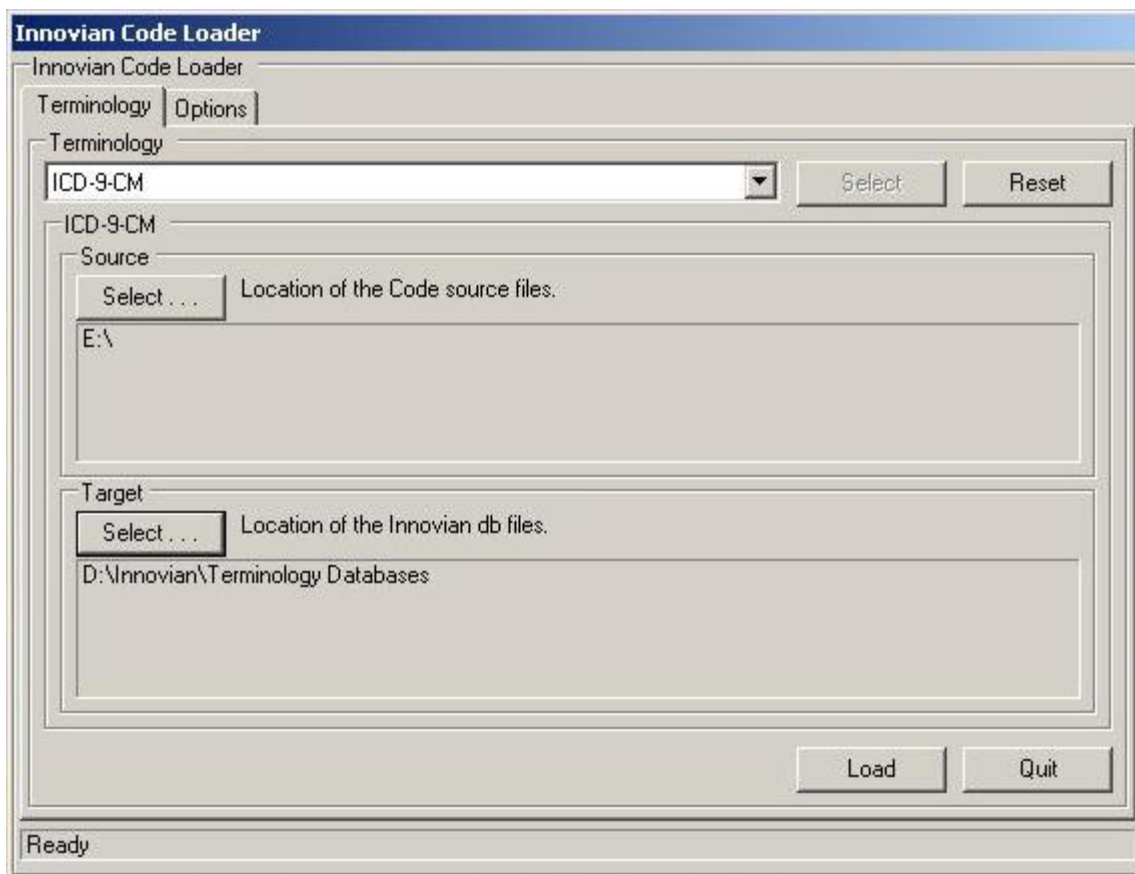 Innovian Code Loader
Innovian Code Loader
Terminology Options
Terminology
ICD-9-CM Select Reset
ICD-9-CM
Source
Select . . . Location of the Code source files.
E:\
Target
Select . . . Location of the Innovian db files.
D:\Innovian\Terminology Databases
Load Quit
Ready